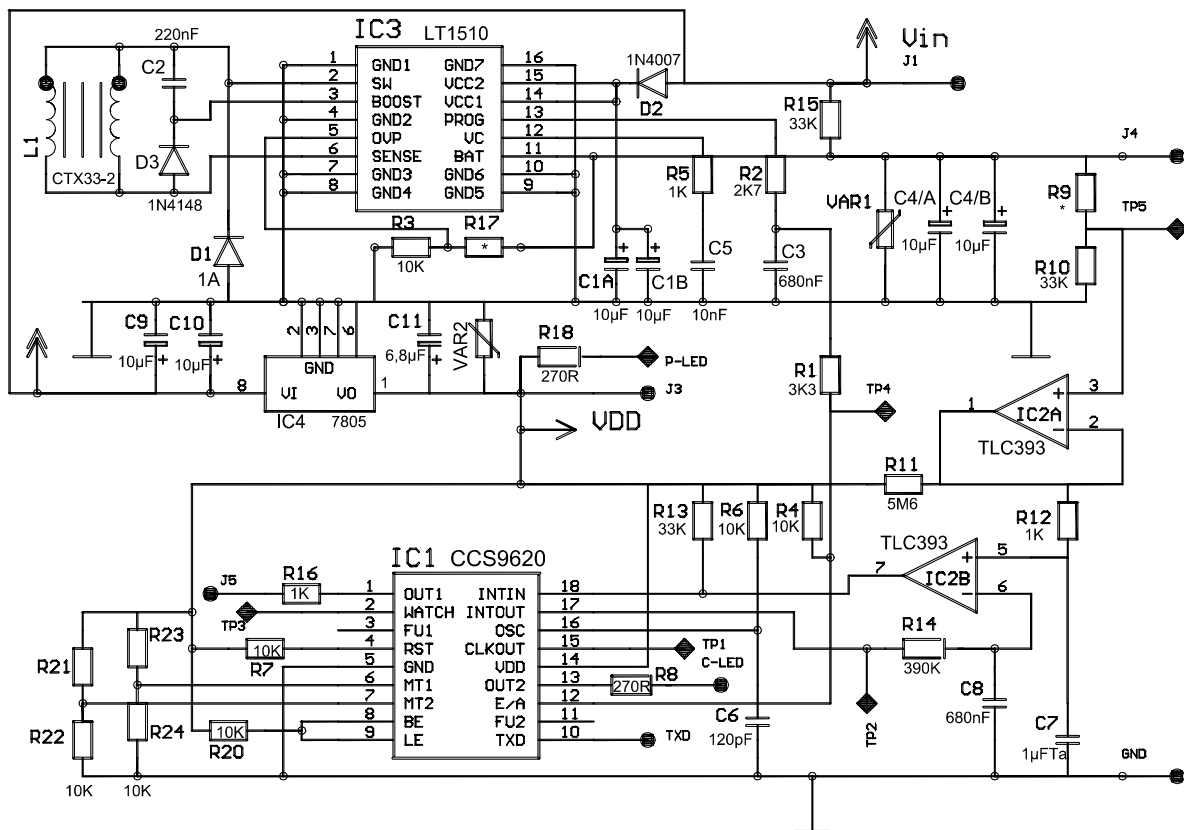 IC3 LT1510
Vin
J1
220nF
C2
L1
CTX33-2
D3
1N4148
D1
1A
1 GND1 GND7 16
2 SW VCC2 15
3 BOOST VCC1 14
4 GND2 PROG 13
5 OVP VC 12
6 SENSE BAT 11
7 GND3 GND6 10
8 GND4 GND5 9
1N4007
D2
R15
33K
J4
R5
1K
R2
2K7
VAR1
C4/A
10µF
C4/B
10µF
R9
*
TP5
R10
33K
R3
10K
R17
*
C1A
10µF
C1B
10µF
C5
10nF
C3
680nF
C9
10µF
C10
10µF
2 3 7 6
GND
8 VI VO 1
IC4 7805
C11
6,8µF
VAR2
R18
270R
P-LED
J3
VDD
R1
3K3
TP4
IC2A
1
3
2
TLC393
R11
5M6
R13
33K
R6
10K
R4
10K
R12
1K
TLC393
IC2B
7
5
6
IC1 CCS9620
1 OUT1 INTIN 18
2 WATCH INTOUT 17
3 FU1 OSC 16
4 RST CLKOUT 15
5 GND VDD 14
6 MT1 OUT2 13
7 MT2 E/A 12
8 BE FU2 11
9 LE TXD 10
J5
R16
1K
TP3
R7
10K
R23
R21
R24
R22
10K
10K
R20
10K
TP1
C-LED
R8
270R
TXD
C6
120pF
R14
390K
TP2
C8
680nF
C7
1µFTa
GND